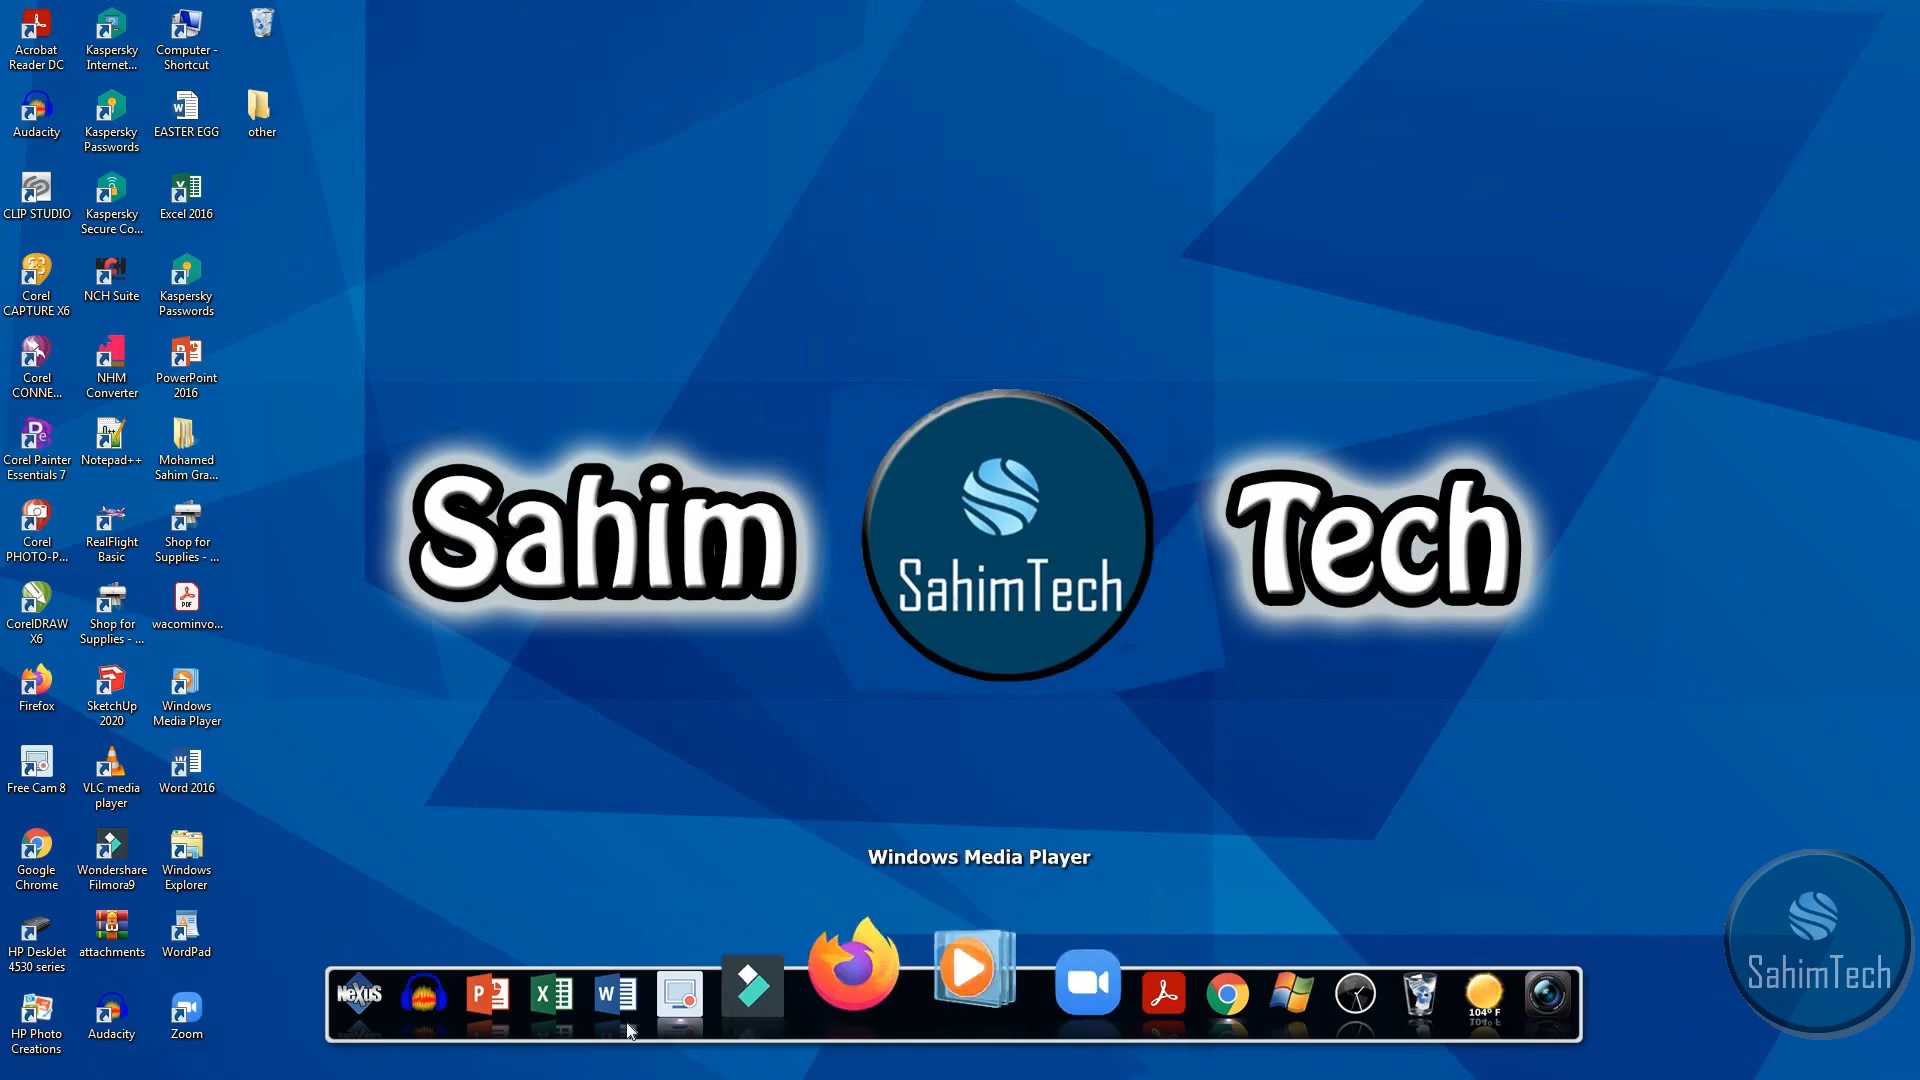 Acrobat
Reader DC
Kaspersky
Internet...
Computer -
Shortcut
Audacity
Kaspersky
Passwords
EASTER EGG
other
CLIP STUDIO
Kaspersky
Secure Co...
Excel 2016
Corel
CAPTURE X6
NCH Suite
Kaspersky
Passwords
Corel
CONNE...
NHM
Converter
PowerPoint
2016
Corel Painter
Essentials 7
Notepad++
Mohamed
Sahim Gra...
Corel
PHOTO-P...
RealFlight
Basic
Shop for
Supplies - ...
CorelDRAW
X6
Shop for
Supplies - ...
wacominvo...
Firefox
SketchUp
2020
Windows
Media Player
Free Cam 8
VLC media
player
Word 2016
Google
Chrome
Wondershare
Filmora9
Windows
Explorer
HP DeskJet
4530 series
attachments
WordPad
HP Photo
Creations
Audacity
Zoom
Sahim
SahimTech
Tech
Windows Media Player
NeXuS
104º F
SahimTech